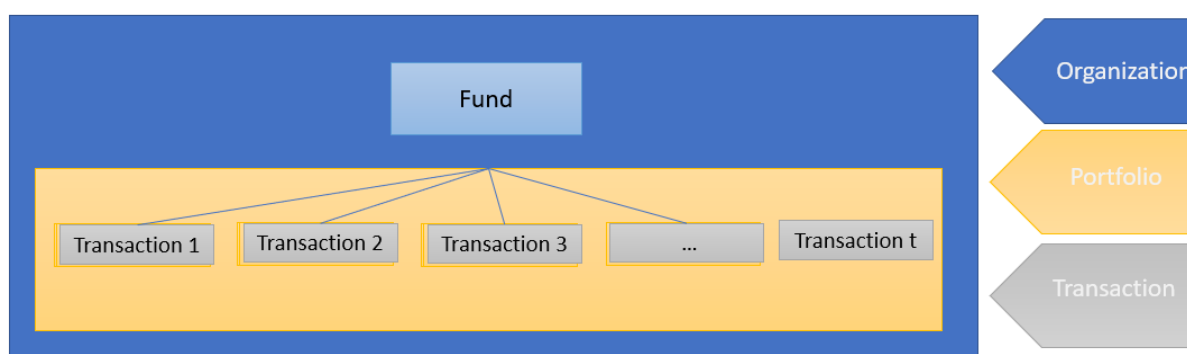 Fund
Organization
Portfolio
Transaction 1
Transaction 2
Transaction 3
...
Transaction t
Transaction